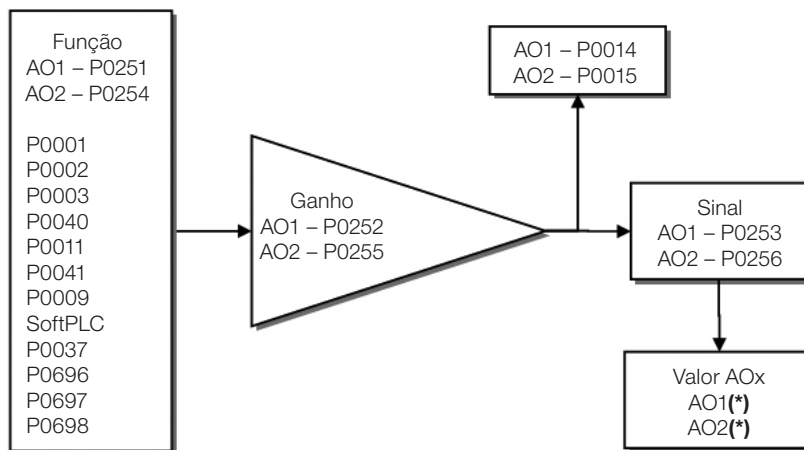 Função
AO1 – P0251
AO2 – P0254
P0001
P0002
P0003
P0040
P0011
P0041
P0009
SoftPLC
P0037
P0696
P0697
P0698
Ganho
AO1 – P0252
AO2 – P0255
AO1 – P0014
AO2 – P0015
Sinal
AO1 – P0253
AO2 – P0256
Valor AOx
AO1(*)
AO2(*)